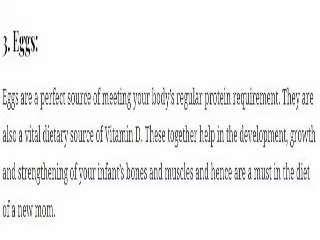 3. Eggs:
Eggs are a perfect source of meeting your body's regular protein requirement. They are
also a vital dietary source of Vitamin D. These together help in the development, growth
and strengthening of your infant's bones and muscles and hence are a must in the diet
of a new mom.